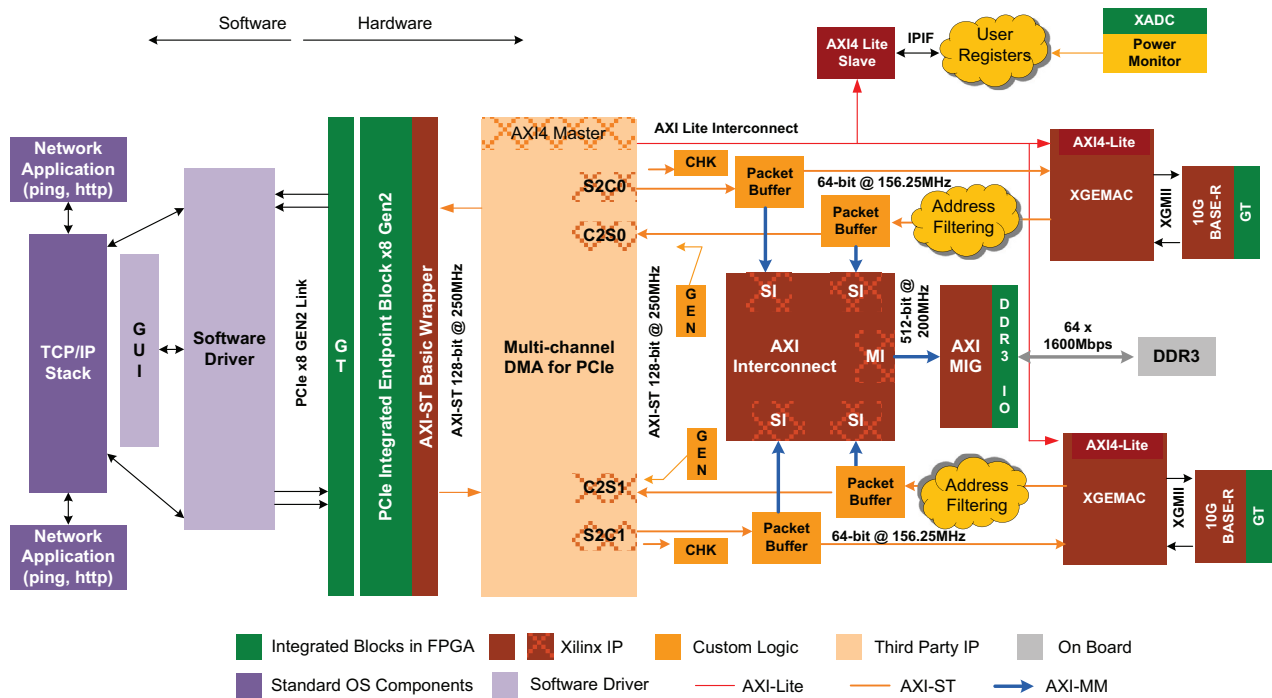 Software
Hardware
XADC
Power
Monitor
AXI4 Lite
Slave
IPIF
User
Registers
Network
Application
(ping, http)
TCP/IP
Stack
Network
Application
(ping, http)
GUI
Software
Driver
PCIe x8 GEN2 Link
GT
PCIe Integrated Endpoint Block x8 Gen2
AXI-ST Basic Wrapper
AXI-ST 128-bit @ 250MHz
AXI4 Master
S2C0
C2S0
Multi-channel
DMA for PCIe
C2S1
S2C1
AXI-ST 128-bit @ 250MHz
AXI Lite Interconnect
CHK
Packet
Buffer
64-bit @ 156.25MHz
Packet
Buffer
Address
Filtering
GEN
AXI4-Lite
XGEMAC
XGMII
10G
BASE-R
GT
SI
SI
AXI
Interconnect
MI
SI
SI
512-bit @
200MHz
AXI
MIG
DDR3 IO
64 x
1600Mbps
DDR3
GEN
Packet
Buffer
Address
Filtering
CHK
Packet
Buffer
64-bit @ 156.25MHz
AXI4-Lite
XGEMAC
XGMII
10G
BASE-R
GT
Integrated Blocks in FPGA
Xilinx IP
Custom Logic
Third Party IP
On Board
Standard OS Components
Software Driver
AXI-Lite
AXI-ST
AXI-MM